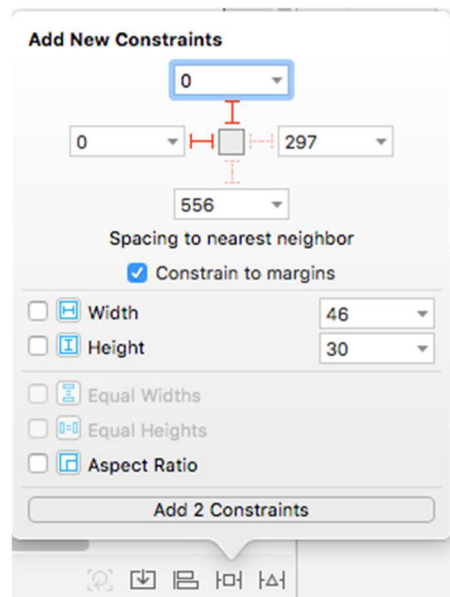 Add New Constraints
0
0 297
556
Spacing to nearest neighbor
Constrain to margins
Width 46
Height 30
Equal Widths
Equal Heights
Aspect Ratio
Add 2 Constraints